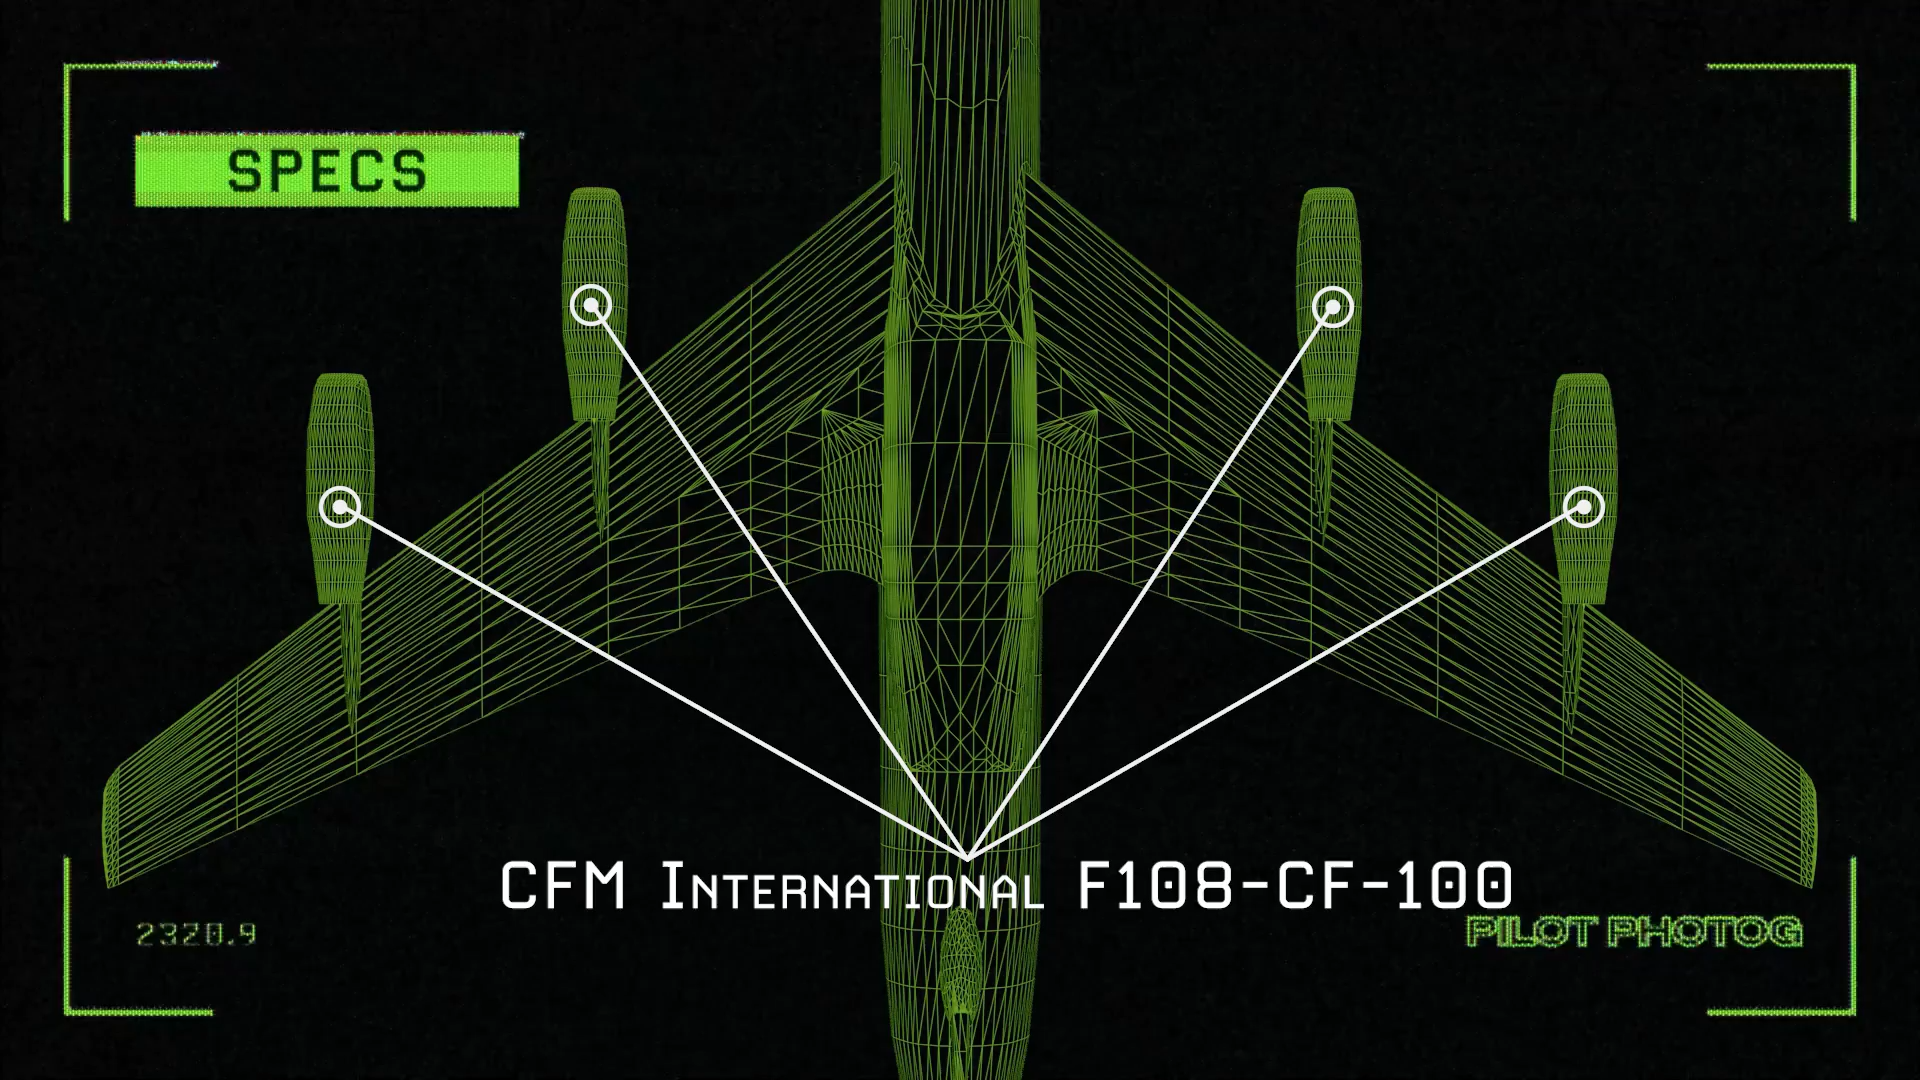 SPECS
CFM INTERNATIONAL F108-CF-100
2320.9
PILOT PHOTOG